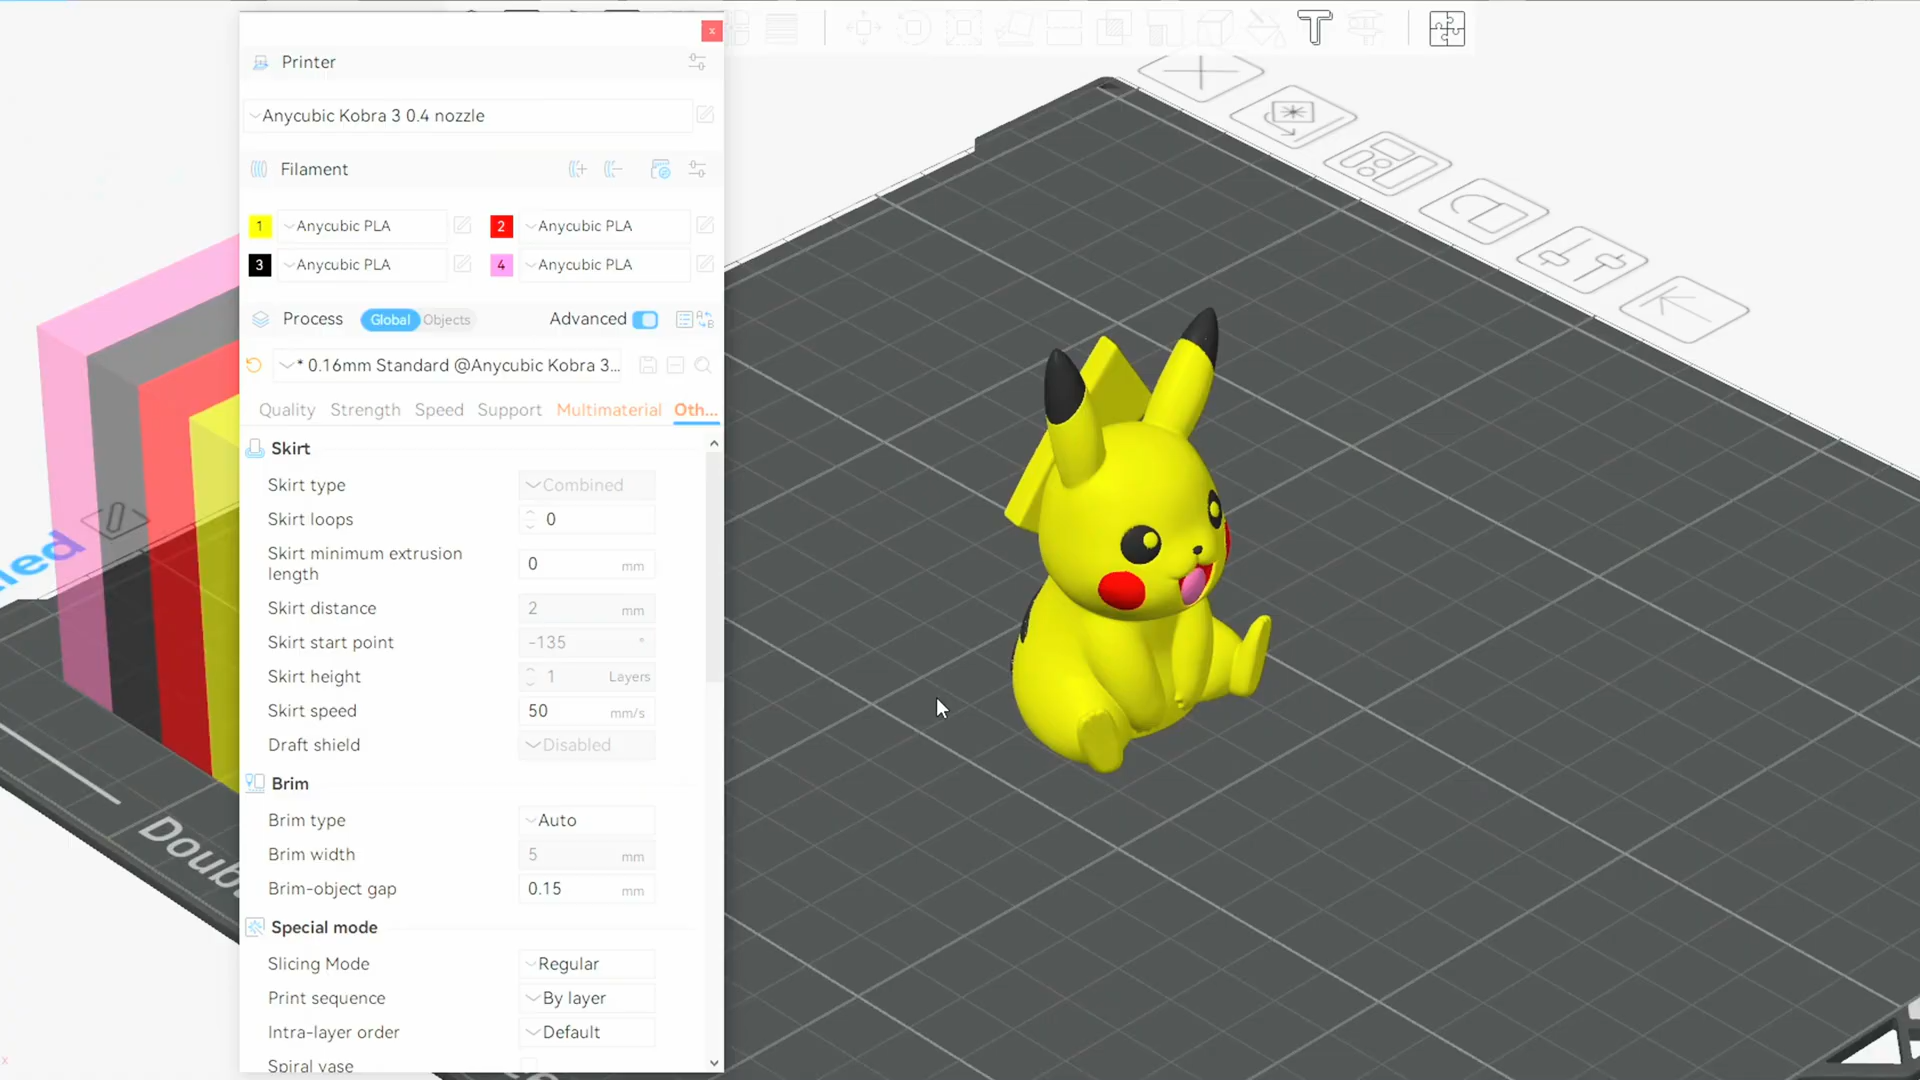 x
Printer
Anycubic Kobra 3 0.4 nozzle
Filament
1 Anycubic PLA 2 Anycubic PLA
3 Anycubic PLA 4 Anycubic PLA
Process Global Objects Advanced
* 0.16mm Standard @Anycubic Kobra 3...
Quality Strength Speed Support Multimaterial Oth...
Skirt
Skirt type Combined
Skirt loops 0
Skirt minimum extrusion
length 0 mm
Skirt distance 2 mm
Skirt start point -135 °
Skirt height 1 Layers
Skirt speed 50 mm/s
Draft shield Disabled
Brim
Brim type Auto
Brim width 5 mm
Brim-object gap 0.15 mm
Special mode
Slicing Mode Regular
Print sequence By layer
Intra-layer order Default
Spiral vase